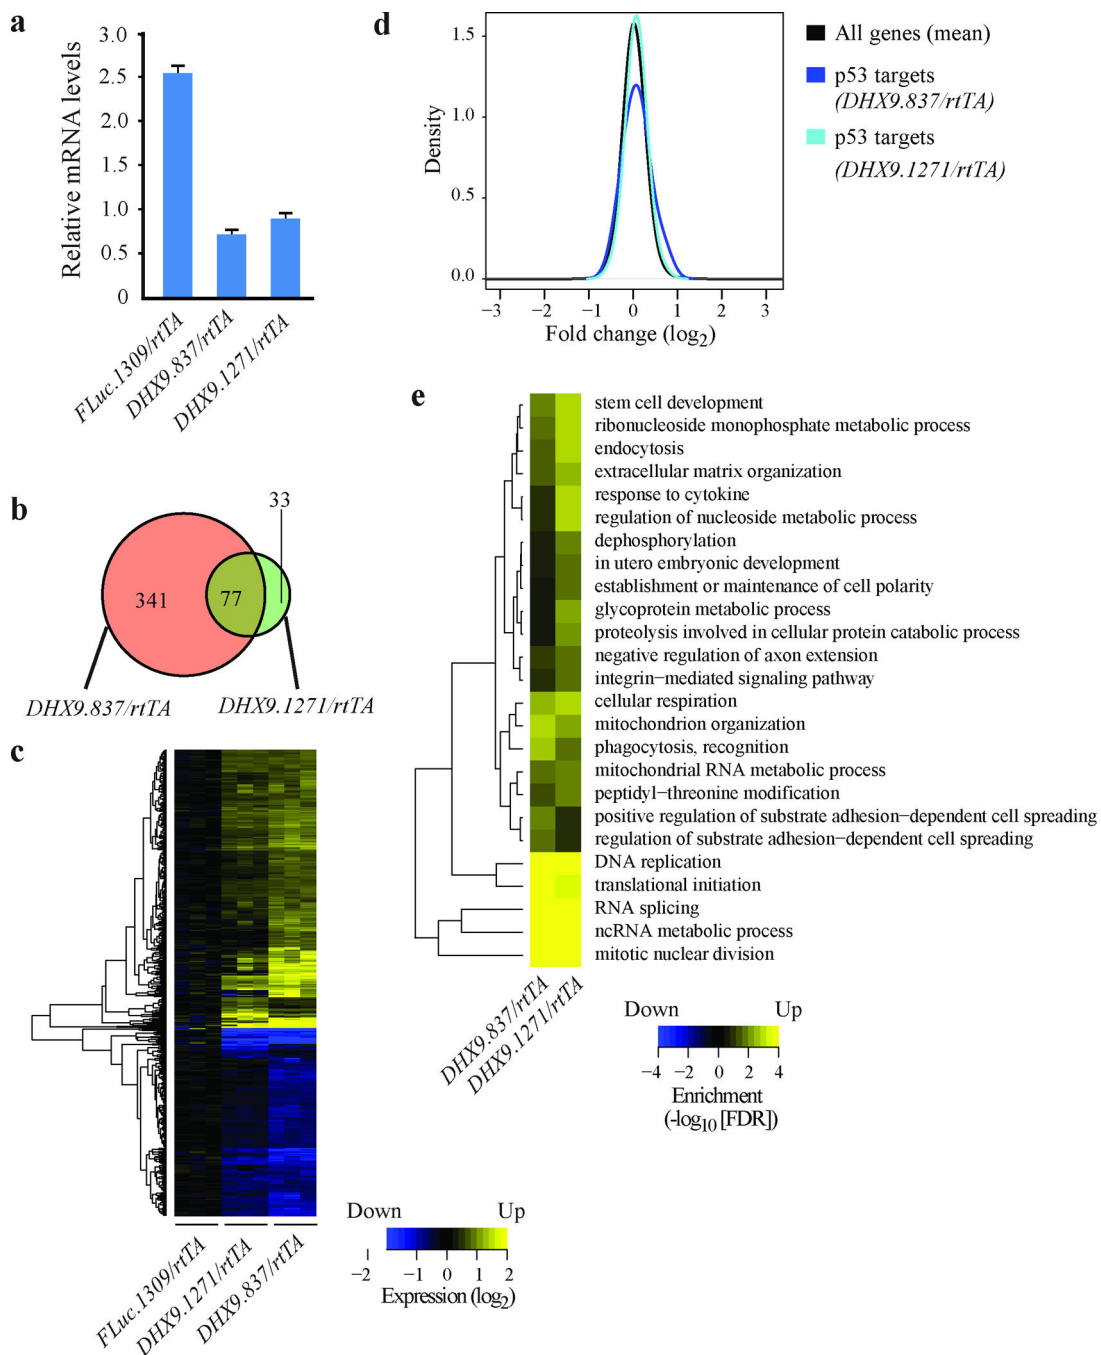 a
Relative mRNA levels
3.0
2.5
2.0
1.5
1.0
0.5
0
FLuc.1309/rtTA
DHX9.837/rtTA
DHX9.1271/rtTA
d
Density
1.5
1.0
0.5
0.0
−3 −2 −1 0 1 2 3
Fold change (log2)
All genes (mean)
p53 targets
(DHX9.837/rtTA)
p53 targets
(DHX9.1271/rtTA)
b
33
341
77
DHX9.837/rtTA
DHX9.1271/rtTA
c
FLuc.1309/rtTA
DHX9.1271/rtTA
DHX9.837/rtTA
Down Up
−2 −1 0 1 2
Expression (log2)
e
stem cell development
ribonucleoside monophosphate metabolic process
endocytosis
extracellular matrix organization
response to cytokine
regulation of nucleoside metabolic process
dephosphorylation
in utero embryonic development
establishment or maintenance of cell polarity
glycoprotein metabolic process
proteolysis involved in cellular protein catabolic process
negative regulation of axon extension
integrin−mediated signaling pathway
cellular respiration
mitochondrion organization
phagocytosis, recognition
mitochondrial RNA metabolic process
peptidyl−threonine modification
positive regulation of substrate adhesion−dependent cell spreading
regulation of substrate adhesion−dependent cell spreading
DNA replication
translational initiation
RNA splicing
ncRNA metabolic process
mitotic nuclear division
DHX9.837/rtTA
DHX9.1271/rtTA
Down Up
−4 −2 0 2 4
Enrichment
(-log10 [FDR])